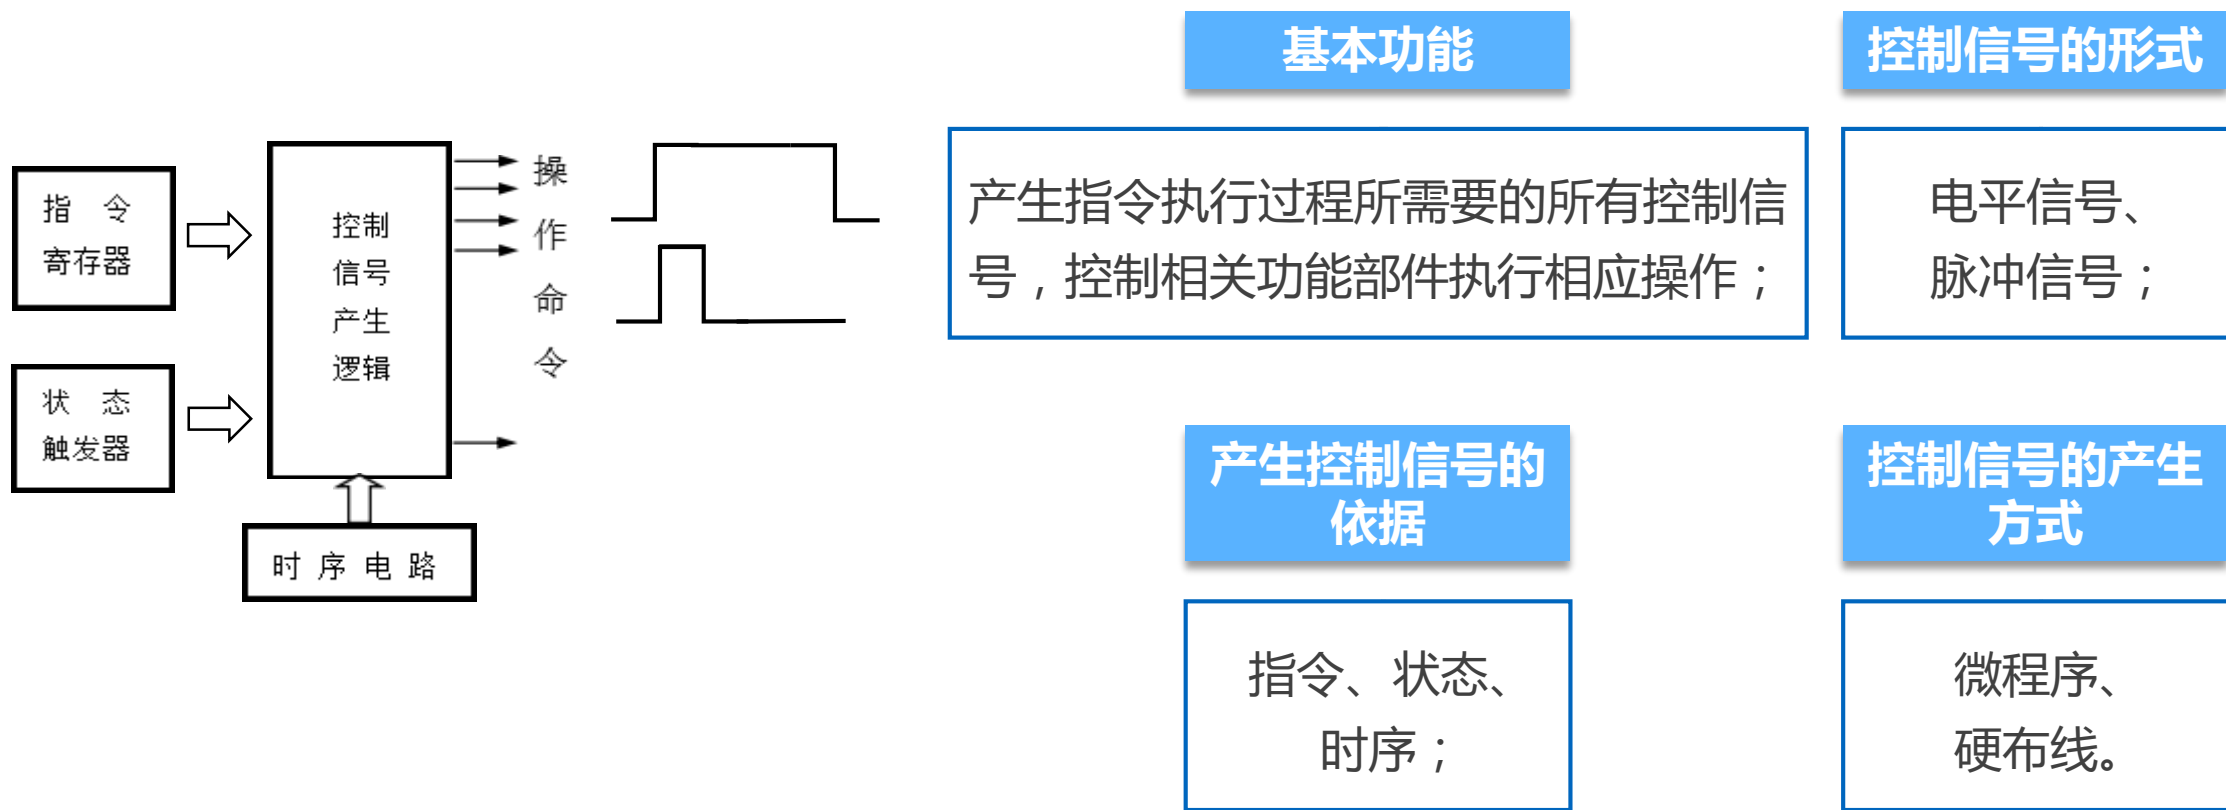 指 令
寄存器
状 态
触发器
控制
信号
产生
逻辑
时 序 电 路
操
作
命
令
基本功能
产生指令执行过程所需要的所有控制信
号，控制相关功能部件执行相应操作；
控制信号的形式
电平信号、
脉冲信号；
产生控制信号的
依据
指令、状态、
时序；
控制信号的产生
方式
微程序、
硬布线。